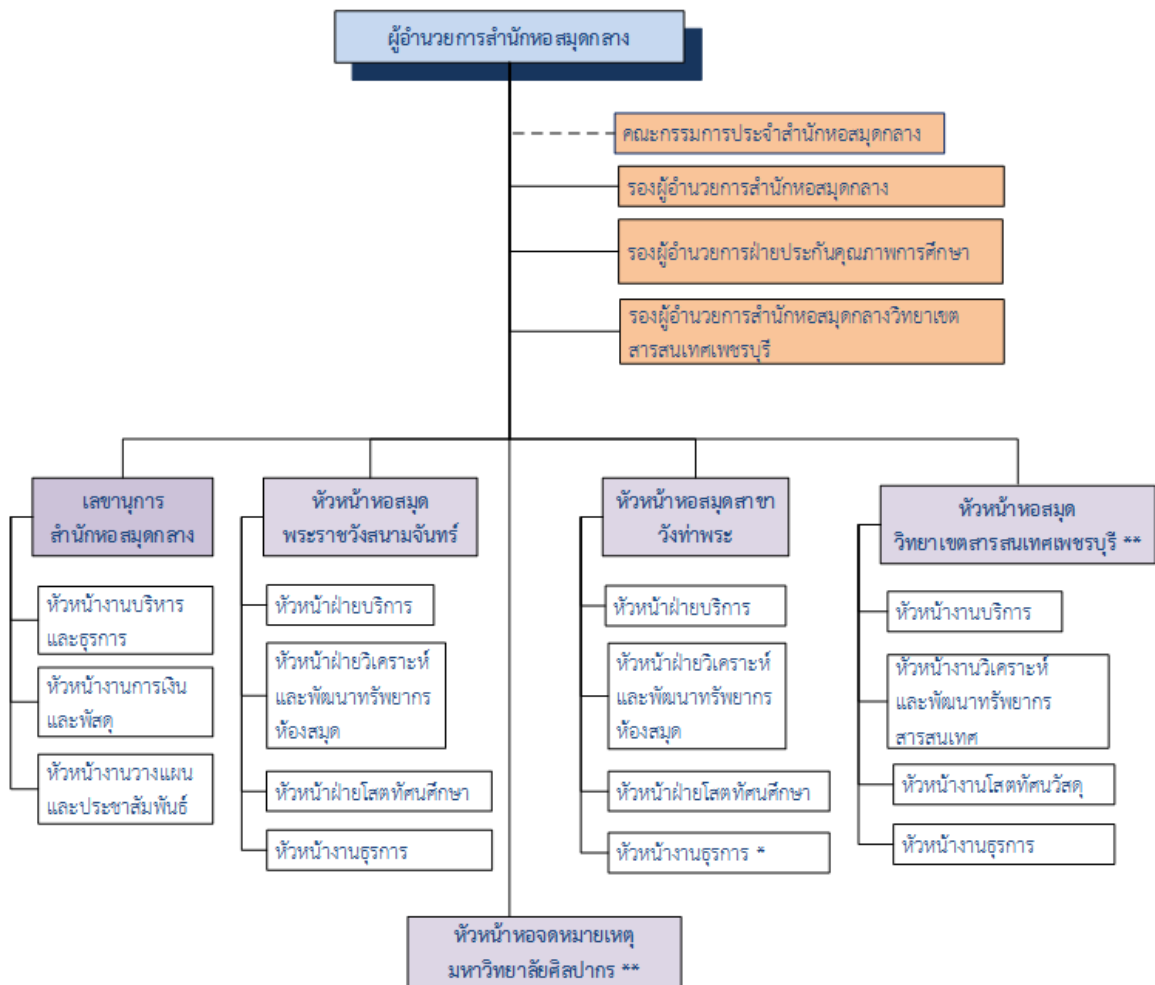 ผู้อำนวยการสำนักหอสมุดกลาง
คณะกรรมการประจำสำนักหอสมุดกลาง
รองผู้อำนวยการสำนักหอสมุดกลาง
รองผู้อำนวยการฝ่ายประกันคุณภาพการศึกษา
รองผู้อำนวยการสำนักหอสมุดกลางวิทยาเขต
สารสนเทศเพชรบุรี
เลขานุการ
สำนักหอสมุดกลาง
หัวหน้างานบริหาร
และธุรการ
หัวหน้างานการเงิน
และพัสดุ
หัวหน้างานวางแผน
และประชาสัมพันธ์
หัวหน้าหอสมุด
พระราชวังสนามจันทร์
หัวหน้าฝ่ายบริการ
หัวหน้าฝ่ายวิเคราะห์
และพัฒนาทรัพยากร
ห้องสมุด
หัวหน้าฝ่ายโสตทัศนศึกษา
หัวหน้างานธุรการ
หัวหน้าหอสมุดสาขา
วังท่าพระ
หัวหน้าฝ่ายบริการ
หัวหน้าฝ่ายวิเคราะห์
และพัฒนาทรัพยากร
ห้องสมุด
หัวหน้าฝ่ายโสตทัศนศึกษา
หัวหน้างานธุรการ *
หัวหน้าหอสมุด
วิทยาเขตสารสนเทศเพชรบุรี **
หัวหน้างานบริการ
หัวหน้างานวิเคราะห์
และพัฒนาทรัพยากร
สารสนเทศ
หัวหน้างานโสตทัศนวัสดุ
หัวหน้างานธุรการ
หัวหน้าหอจดหมายเหตุ
มหาวิทยาลัยศิลปากร **